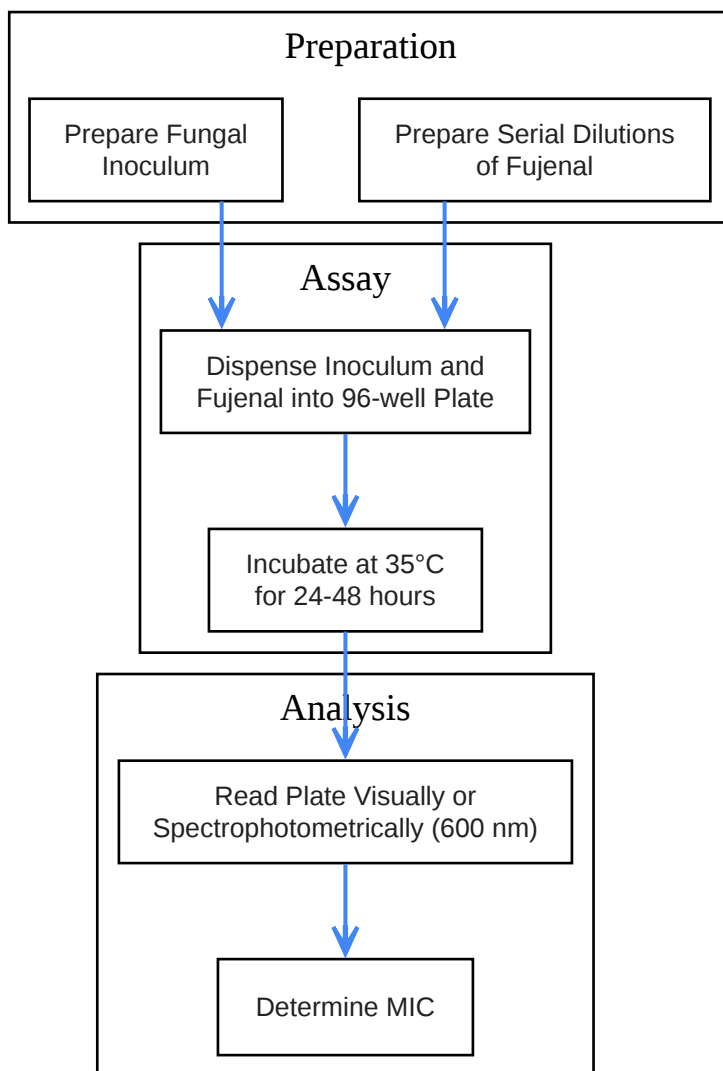 Preparation
Prepare Fungal
Inoculum
Prepare Serial Dilutions
of Fujenal
Assay
Dispense Inoculum and
Fujenal into 96-well Plate
Incubate at 35°C
for 24-48 hours
Analysis
Read Plate Visually or
Spectrophotometrically (600 nm)
Determine MIC